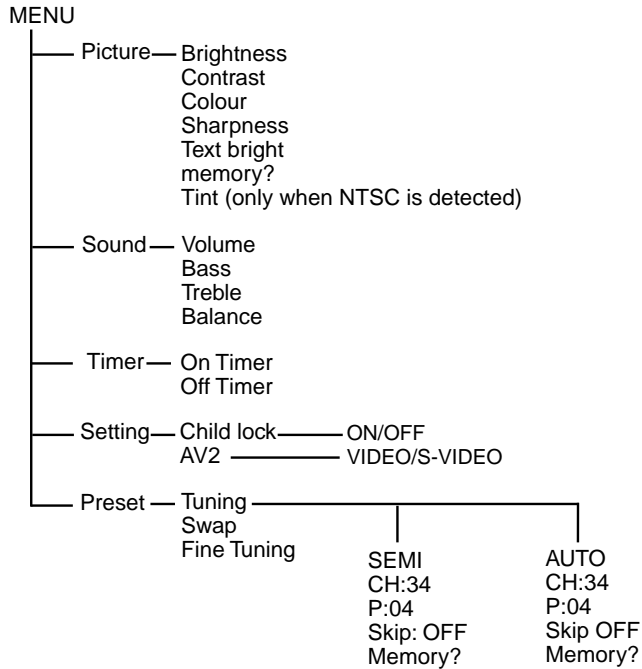 MENU
Picture Brightness
Contrast
Colour
Sharpness
Text bright
memory?
Tint (only when NTSC is detected)
Sound Volume
Bass
Treble
Balance
Timer On Timer
Off Timer
Setting Child lock ON/OFF
AV2 VIDEO/S-VIDEO
Preset Tuning
Swap
Fine Tuning
SEMI
CH:34
P:04
Skip: OFF
Memory?
AUTO
CH:34
P:04
Skip OFF
Memory?